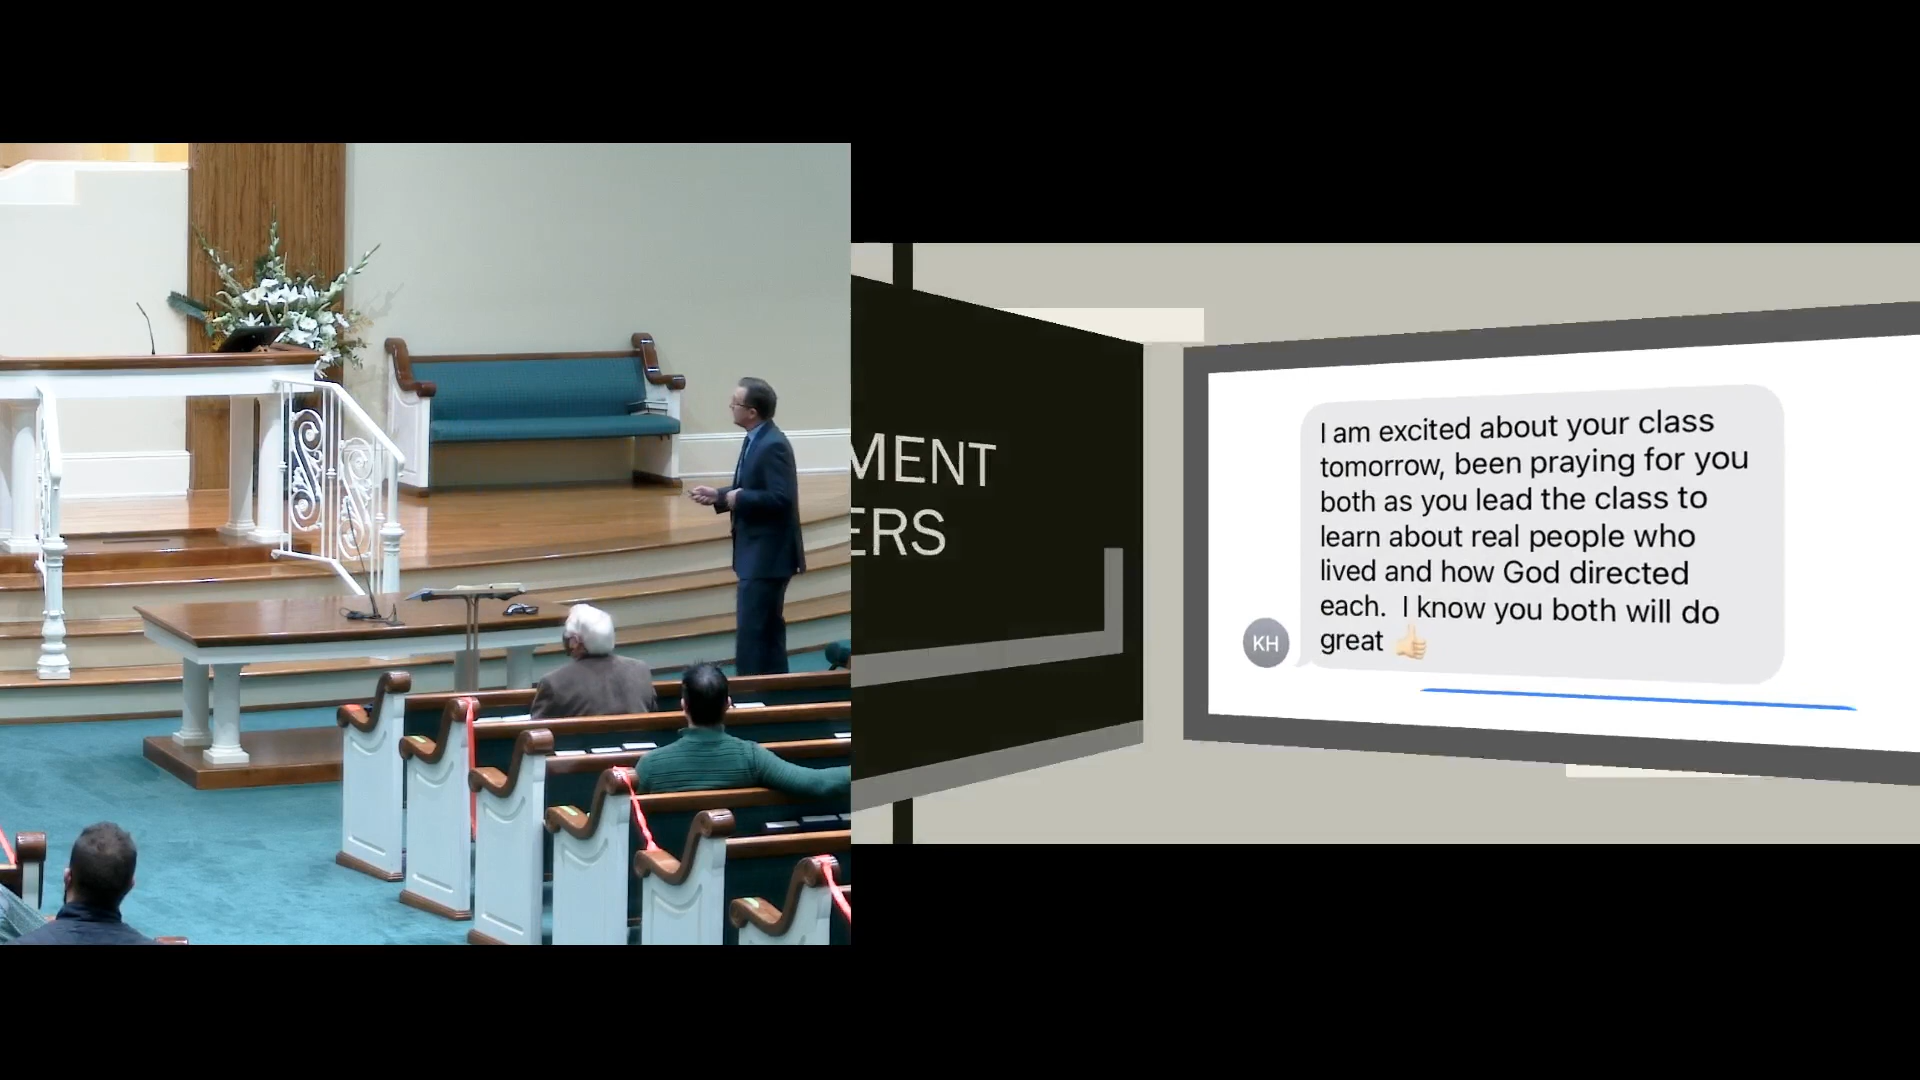 MENT
ERS
I am excited about your class
tomorrow, been praying for you
both as you lead the class to
learn about real people who
lived and how God directed
each. I know you both will do
great 👍🏻
KH